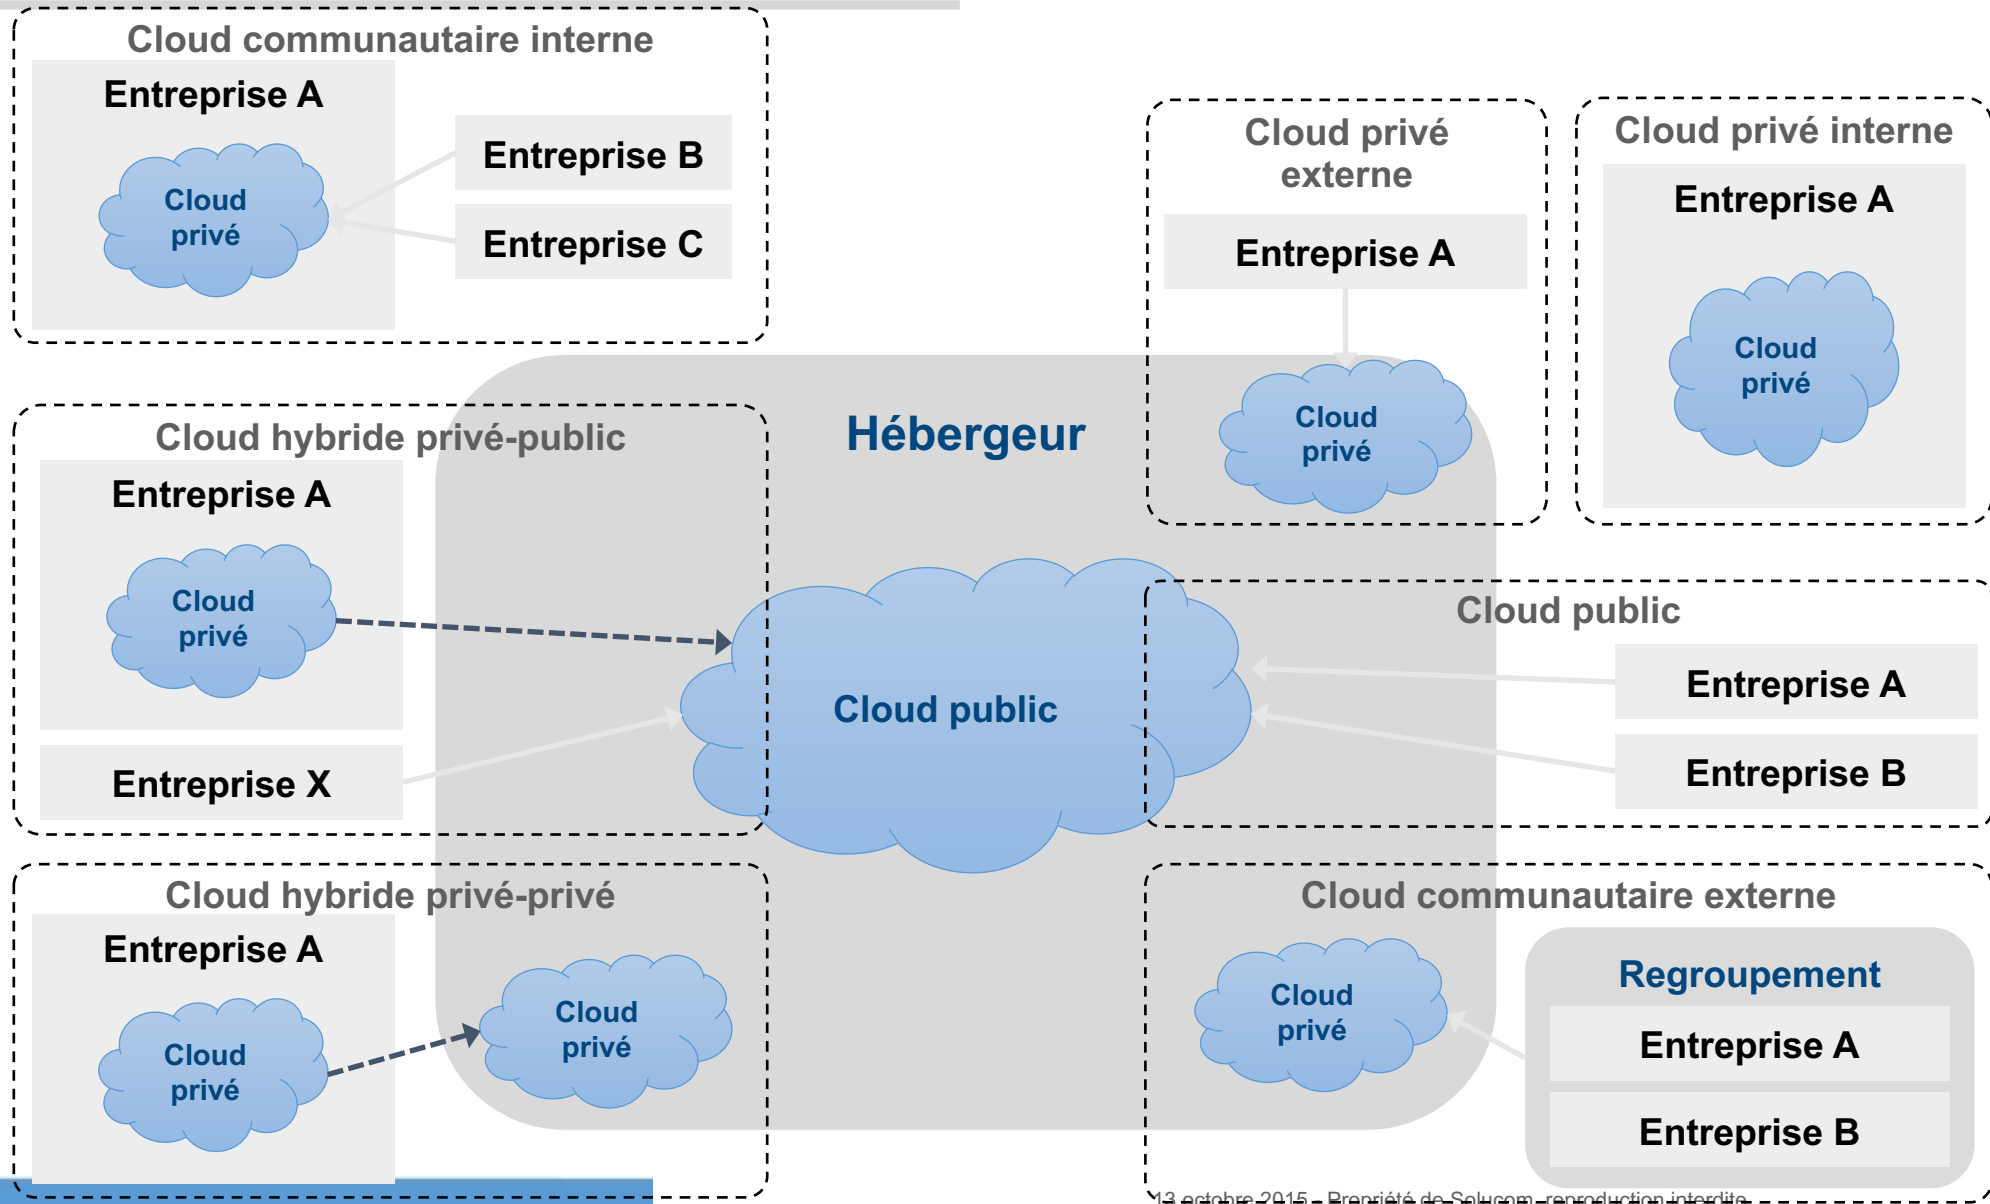 Cloud communautaire interne
Entreprise A
Cloud
privé
Entreprise B
Entreprise C
Cloud privé
externe
Entreprise A
Cloud
privé
Cloud privé interne
Entreprise A
Cloud
privé
Hébergeur
Cloud hybride privé-public
Entreprise A
Cloud
privé
Entreprise X
Cloud public
Cloud public
Entreprise A
Entreprise B
Cloud hybride privé-privé
Entreprise A
Cloud
privé
Cloud
privé
Cloud communautaire externe
Cloud
privé
Regroupement
Entreprise A
Entreprise B
13 octobre 2015 - Propriété de Solucom, reproduction interdite